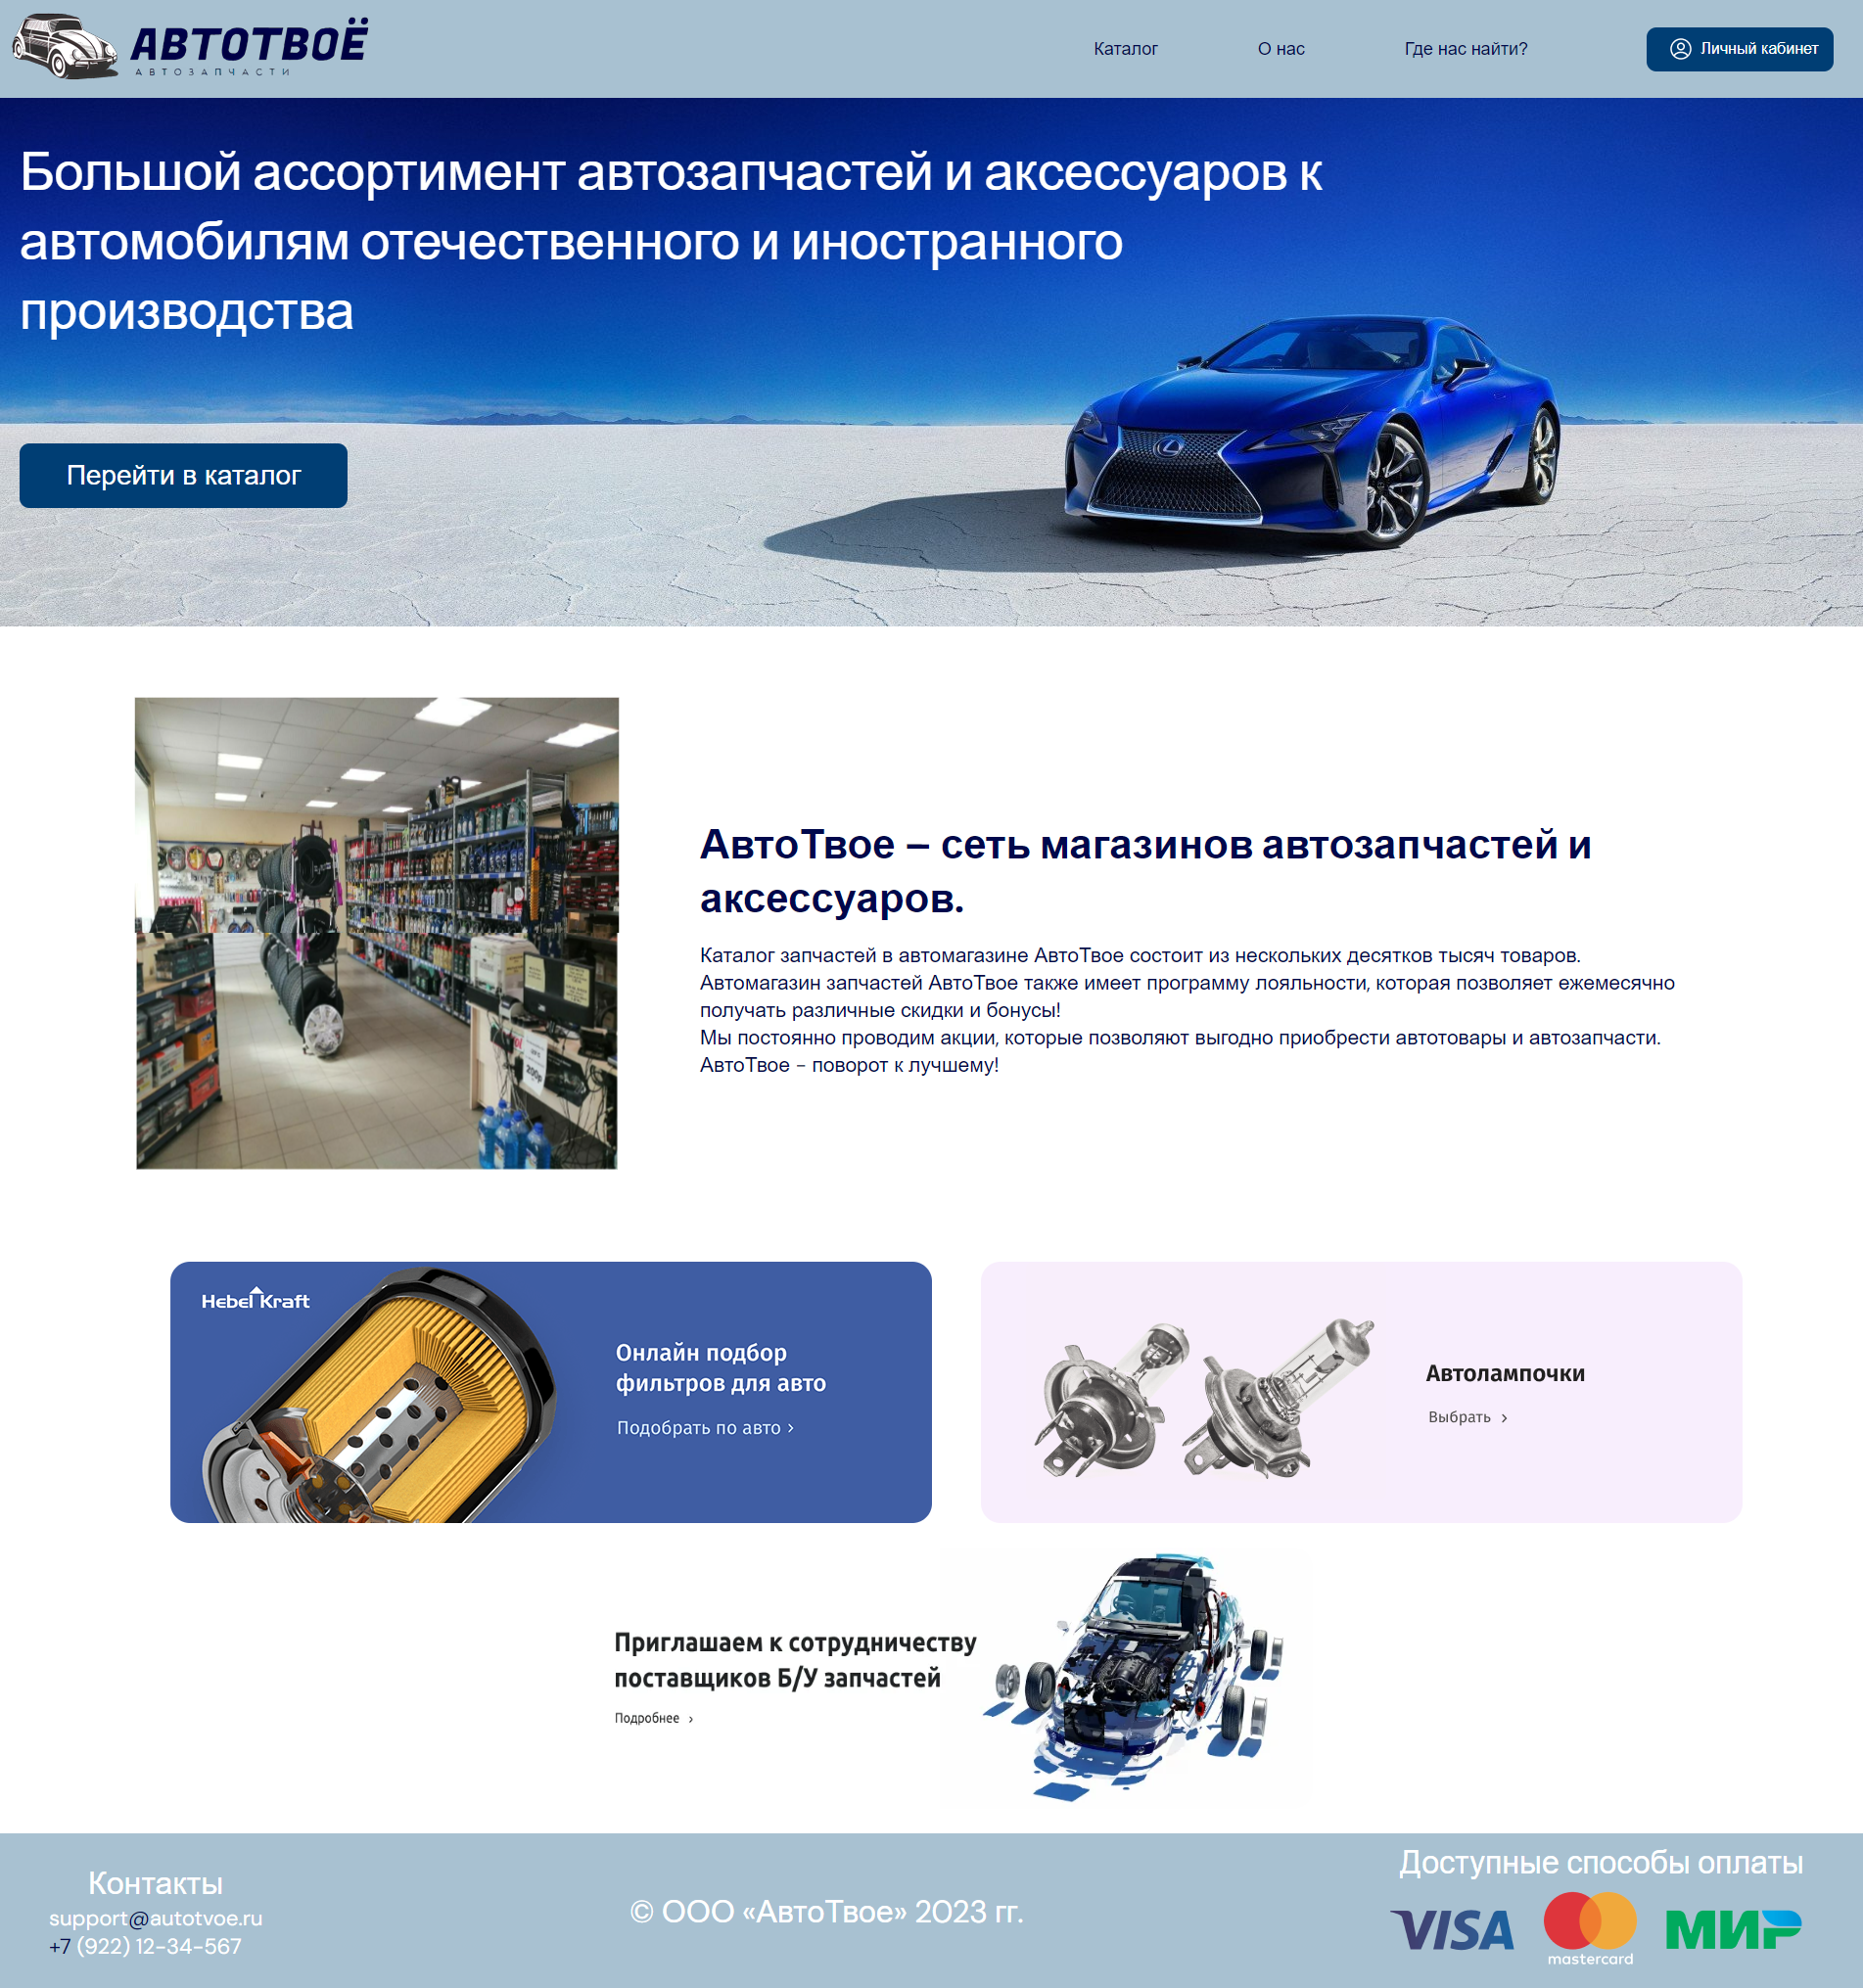 АВТОТВОЁ
АВТОЗАПЧАСТИ
Каталог
О нас
Где нас найти?
Личный кабинет
Большой ассортимент автозапчастей и аксессуаров к
автомобилям отечественного и иностранного
производства
Перейти в каталог
АвтоТвое – сеть магазинов автозапчастей и
аксессуаров.
Каталог запчастей в автомагазине АвтоТвое состоит из нескольких десятков тысяч товаров.
Автомагазин запчастей АвтоТвое также имеет программу лояльности, которая позволяет ежемесячно
получать различные скидки и бонусы!
Мы постоянно проводим акции, которые позволяют выгодно приобрести автотовары и автозапчасти.
АвтоТвое – поворот к лучшему!
200р
Hebel Kraft
Онлайн подбор
фильтров для авто
Подобрать по авто ›
Автолампочки
Выбрать ›
Приглашаем к сотрудничеству
поставщиков Б/У запчастей
Подробнее ›
Контакты
support@autotvoe.ru
+7 (922) 12-34-567
© ООО «АвтоТвое» 2023 гг.
Доступные способы оплаты
VISA
mastercard
МИР